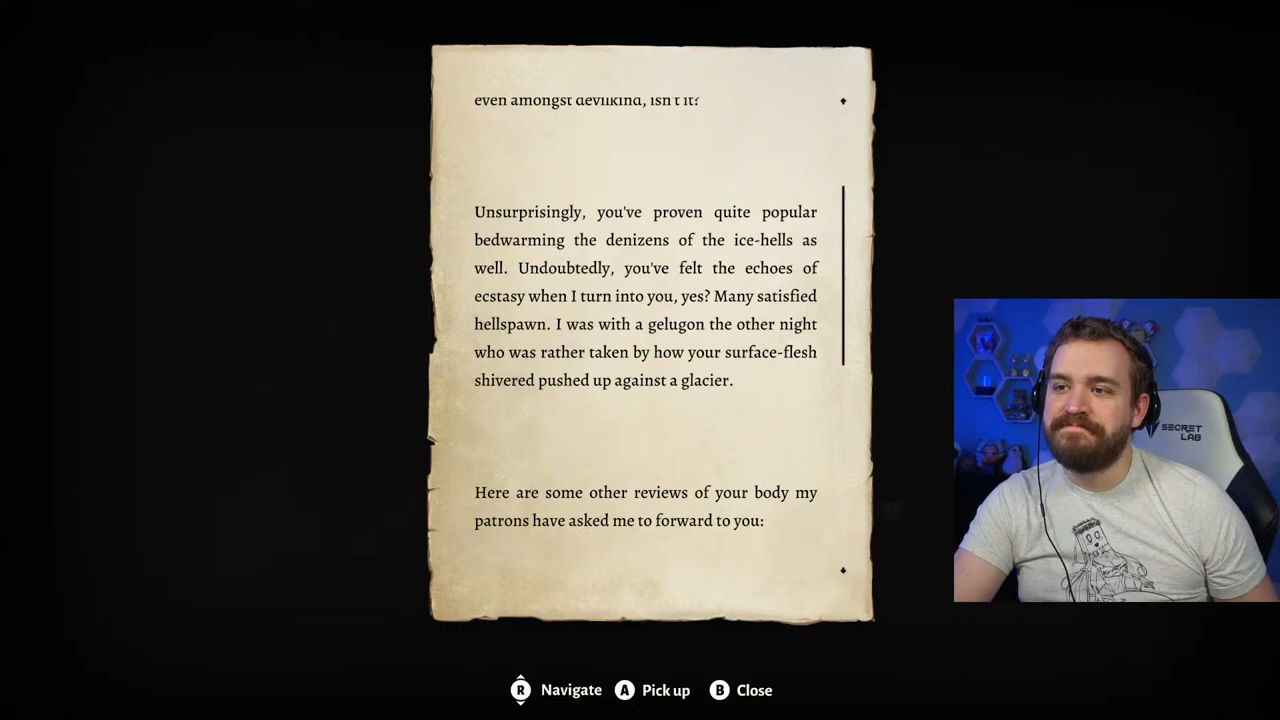 even amongst devilkind, isn't it?
Unsurprisingly, you've proven quite popular
bedwarming the denizens of the ice-hells as
well. Undoubtedly, you've felt the echoes of
ecstasy when I turn into you, yes? Many satisfied
hellspawn. I was with a gelugon the other night
who was rather taken by how your surface-flesh
shivered pushed up against a glacier.
Here are some other reviews of your body my
patrons have asked me to forward to you:
SECRET
LAB
R Navigate A Pick up B Close